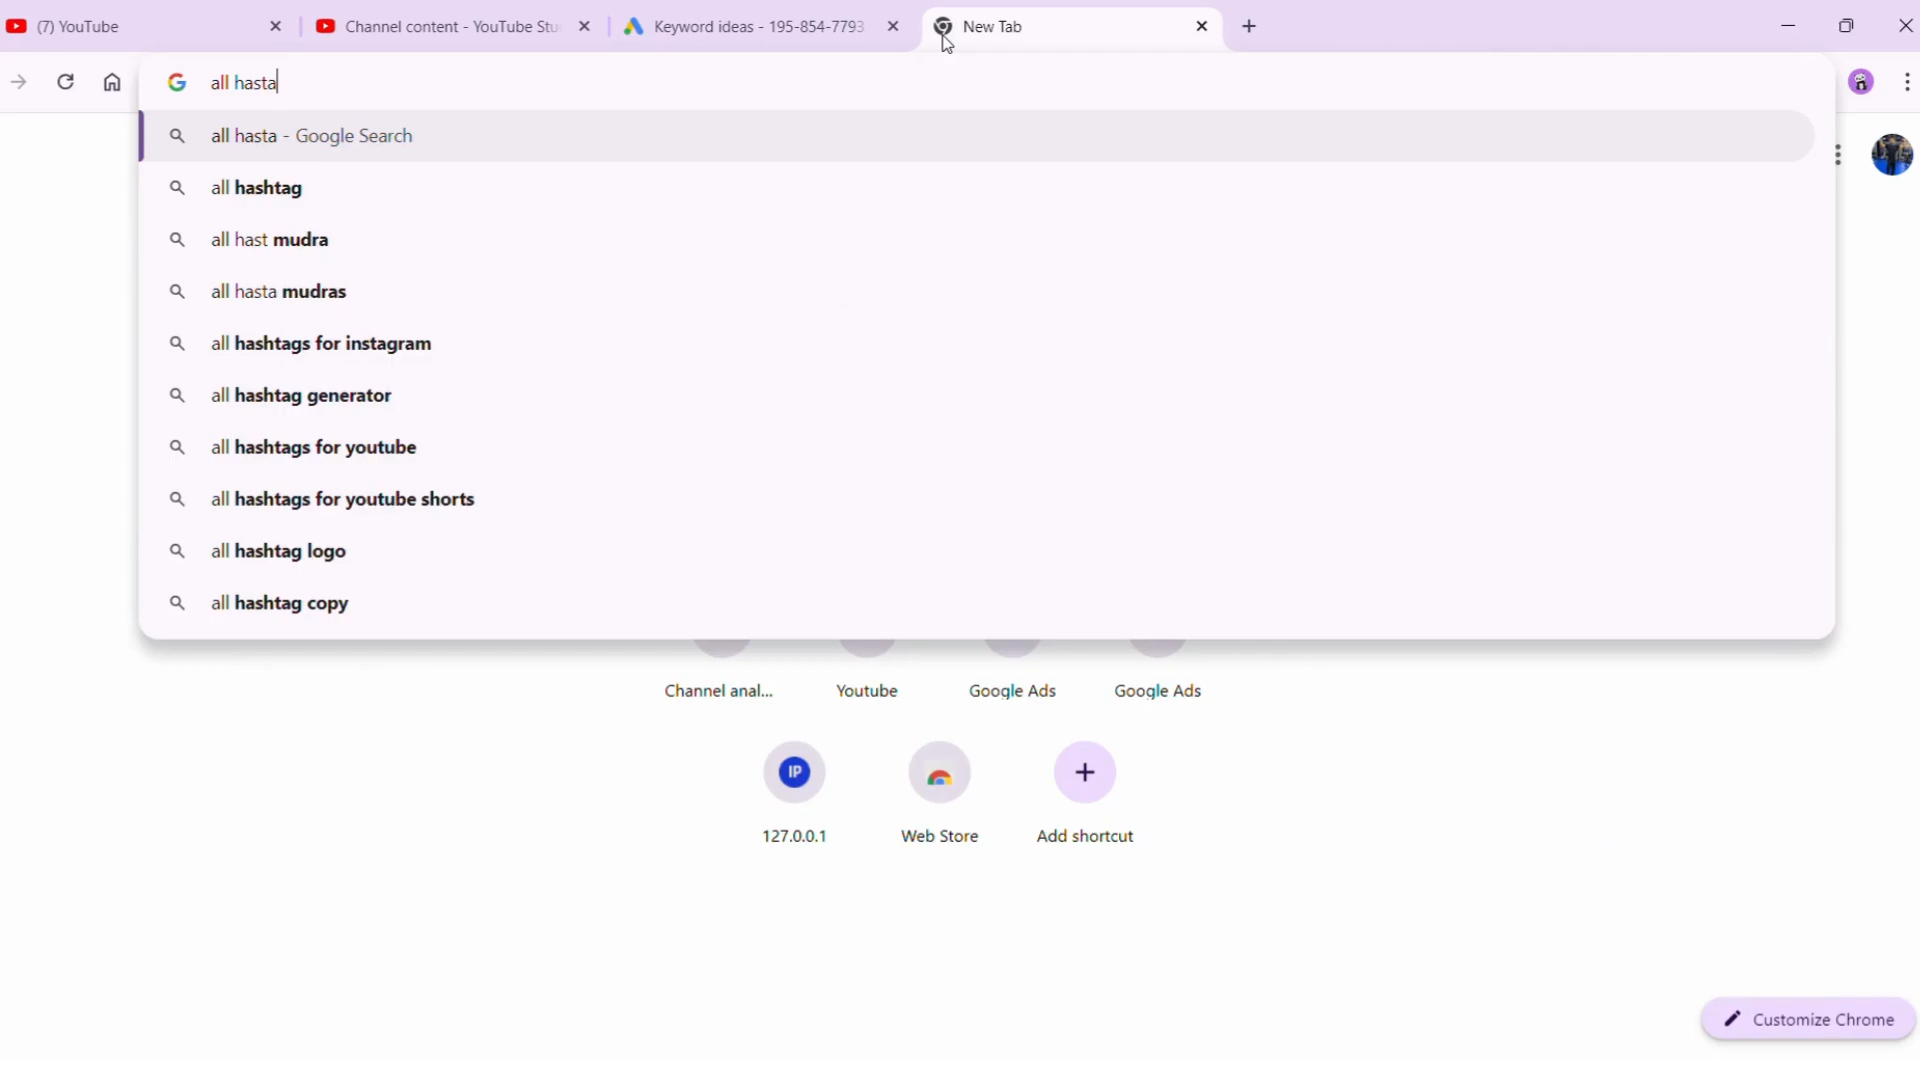 (7) YouTube
Channel content - YouTube Stu
Keyword ideas - 195-854-7793
New Tab
all hasta
all hasta - Google Search
all hashtag
all hast mudra
all hasta mudras
all hashtags for instagram
all hashtag generator
all hashtags for youtube
all hashtags for youtube shorts
all hashtag logo
all hashtag copy
Channel anal...
Youtube
Google Ads
Google Ads
IP
127.0.0.1
Web Store
Add shortcut
Customize Chrome